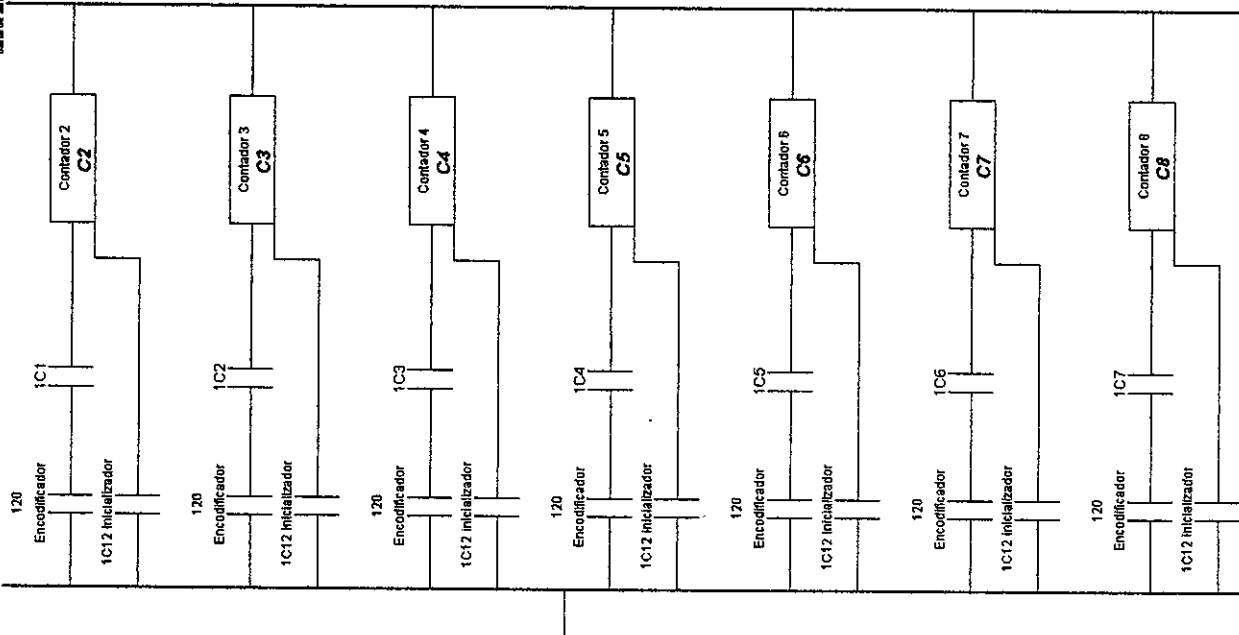 120
Encodificador
1C12 inicializador
1C1
Contador 2
C2
120
Encodificador
1C12 inicializador
1C2
Contador 3
C3
120
Encodificador
1C12 inicializador
1C3
Contador 4
C4
120
Encodificador
1C12 inicializador
1C4
Contador 5
C5
120
Encodificador
1C12 inicializador
1C5
Contador 6
C6
120
Encodificador
1C12 inicializador
1C6
Contador 7
C7
120
Encodificador
1C12 inicializador
1C7
Contador 8
C8